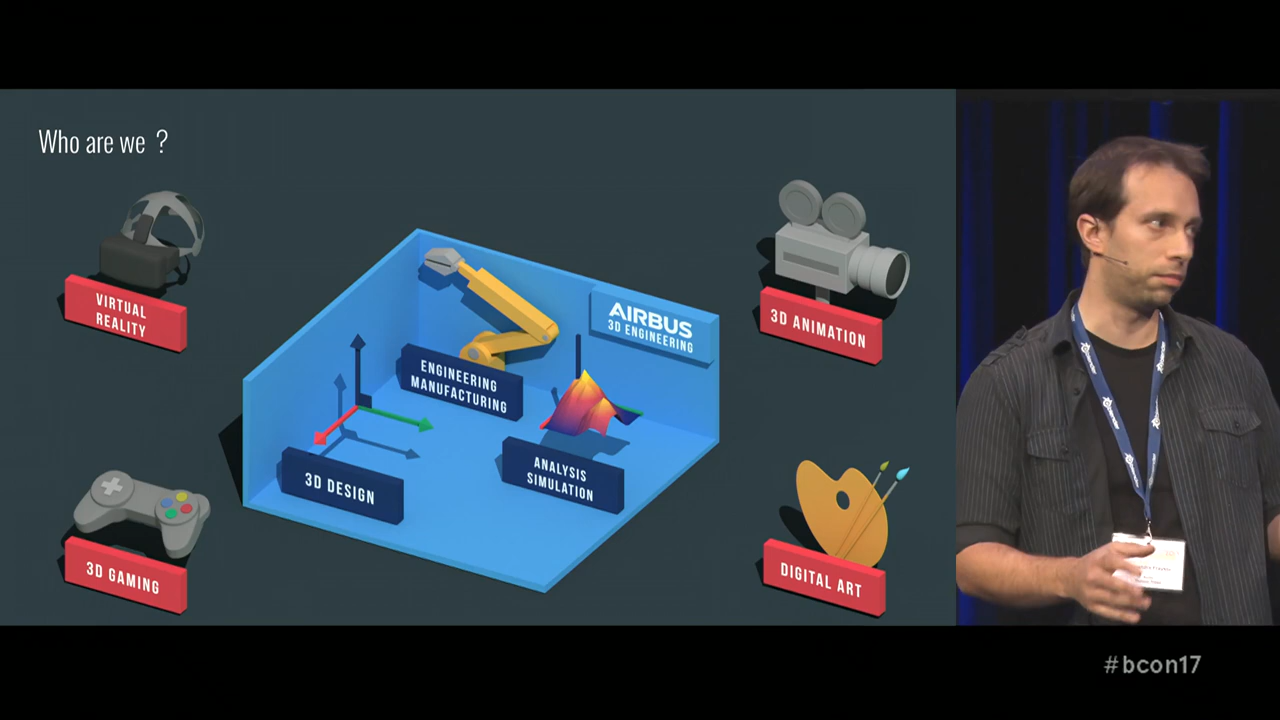 Who are we ?
VIRTUAL
REALITY
3D ANIMATION
AIRBUS
3D ENGINEERING
ENGINEERING
MANUFACTURING
3D DESIGN
ANALYSIS
SIMULATION
3D GAMING
DIGITAL ART
#bcon17